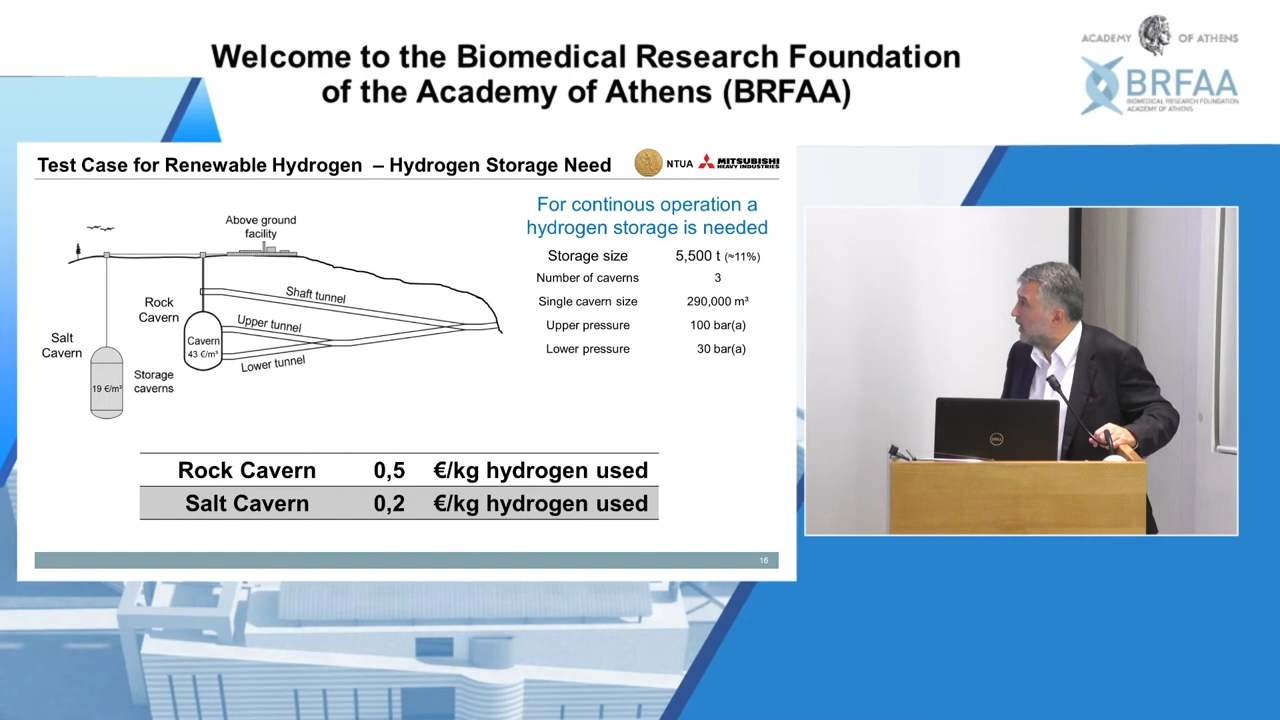 Welcome to the Biomedical Research Foundation
of the Academy of Athens (BRFAA)
ACADEMY OF ATHENS
BRFAA
BIOMEDICAL RESEARCH FOUNDATION
ACADEMY OF ATHENS
Test Case for Renewable Hydrogen – Hydrogen Storage Need
NTUA
MITSUBISHI
HEAVY INDUSTRIES
Above ground
facility
Shaft tunnel
Rock
Cavern
Upper tunnel
Cavern
43 €/m³
Lower tunnel
Salt
Cavern
19 €/m³
Storage
caverns
For continous operation a
hydrogen storage is needed
Storage size 5,500 t (≈11%)
Number of caverns 3
Single cavern size 290,000 m³
Upper pressure 100 bar(a)
Lower pressure 30 bar(a)
Rock Cavern 0,5 €/kg hydrogen used
Salt Cavern 0,2 €/kg hydrogen used
16
DELL